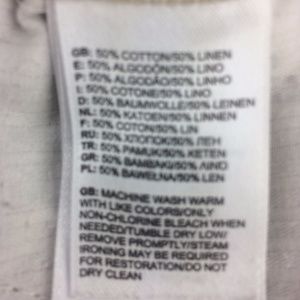 GB: 50% COTTON/50% LINEN
E: 50% ALGODÓN/50% LINO
P: 50% ALGODÃO/50% LINHO
I: 50% COTONE/50% LINO
D: 50% BAUMWOLLE/50% LEINEN
NL: 50% KATOEN/50% LINNEN
F: 50% COTON/50% LIN
RU: 50% ХЛОПОК/50% ЛЕН
TR: 50% PAMUK/50% KETEN
GR: 50% ΒΑΜΒΑΚΙ/50% ΛΙΝΟ
PL: 50% BAWEŁNA/50% LEN
GB: MACHINE WASH WARM
WITH LIKE COLORS/ONLY
NON-CHLORINE BLEACH WHEN
NEEDED/TUMBLE DRY LOW/
REMOVE PROMPTLY/STEAM
IRONING MAY BE REQUIRED
FOR RESTORATION/DO NOT
DRY CLEAN